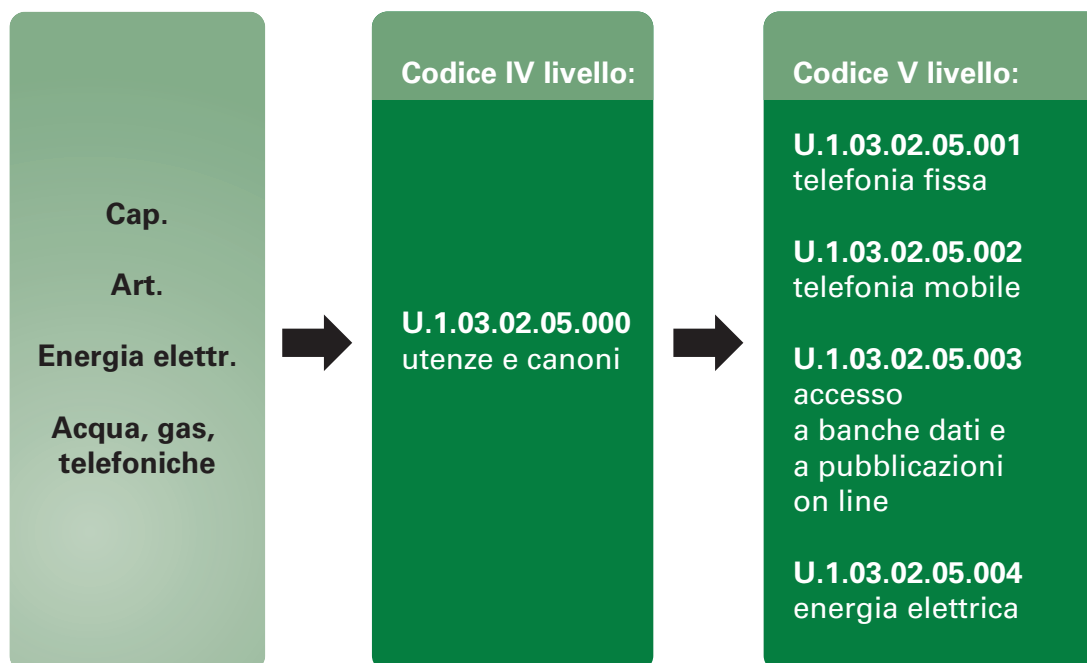 Cap.
Art.
Energia elettr.
Acqua, gas,
telefoniche
Codice IV livello:
U.1.03.02.05.000
utenze e canoni
Codice V livello:
U.1.03.02.05.001
telefonia fissa
U.1.03.02.05.002
telefonia mobile
U.1.03.02.05.003
accesso
a banche dati e
a pubblicazioni
on line
U.1.03.02.05.004
energia elettrica